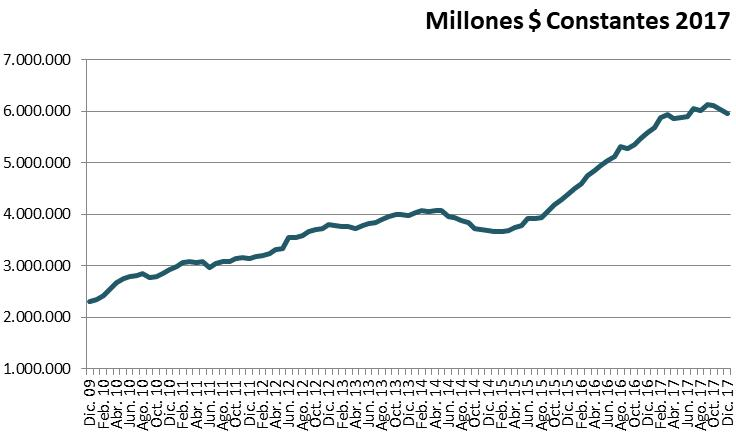 Millones $ Constantes 2017
7.000.000
6.000.000
5.000.000
4.000.000
3.000.000
2.000.000
1.000.000
Dic. 09
Feb. 10
Abr. 10
Jun. 10
Ago. 10
Oct. 10
Dic. 10
Feb. 11
Abr. 11
Jun. 11
Ago. 11
Oct. 11
Dic. 11
Feb. 12
Abr. 12
Jun. 12
Ago. 12
Oct. 12
Dic. 12
Feb. 13
Abr. 13
Jun. 13
Ago. 13
Oct. 13
Dic. 13
Feb. 14
Abr. 14
Jun. 14
Ago. 14
Oct. 14
Dic. 14
Feb. 15
Abr. 15
Jun. 15
Ago. 15
Oct. 15
Dic. 15
Feb. 16
Abr. 16
Jun. 16
Ago. 16
Oct. 16
Dic. 16
Feb. 17
Abr. 17
Jun. 17
Ago. 17
Oct. 17
Dic. 17